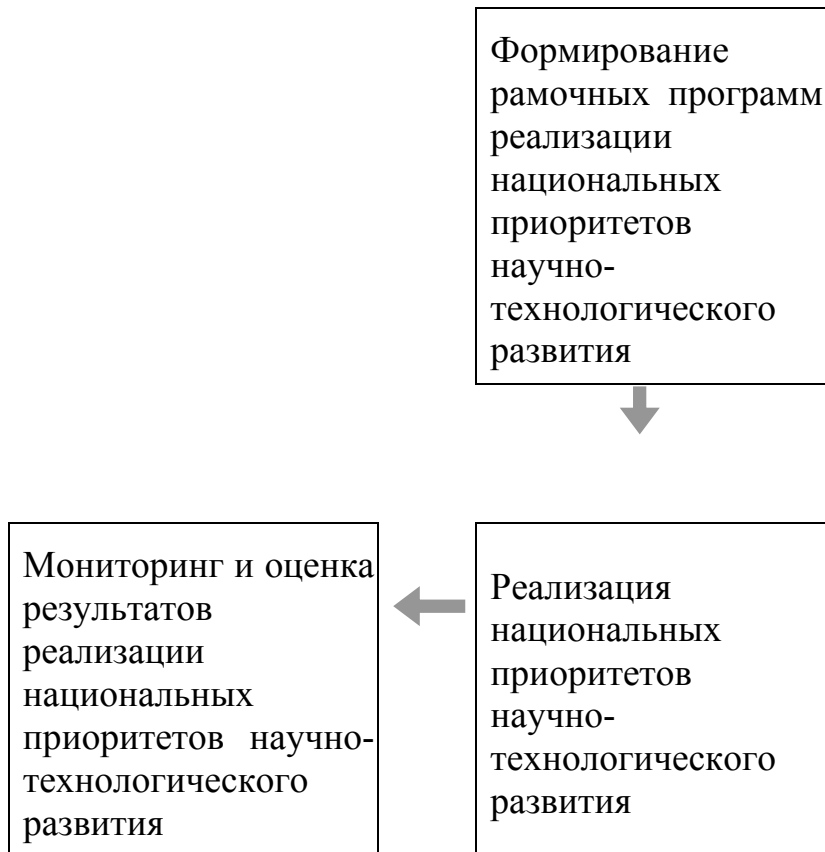 Формирование
рамочных программ
реализации
национальных
приоритетов
научно-
технологического
развития
Мониторинг и оценка
результатов
реализации
национальных
приоритетов научно-
технологического
развития
Реализация
национальных
приоритетов
научно-
технологического
развития